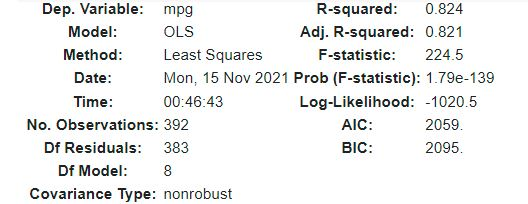 Dep. Variable: mpg R-squared: 0.824
Model: OLS Adj. R-squared: 0.821
Method: Least Squares F-statistic: 224.5
Date: Mon, 15 Nov 2021 Prob (F-statistic): 1.79e-139
Time: 00:46:43 Log-Likelihood: -1020.5
No. Observations: 392 AIC: 2059.
Df Residuals: 383 BIC: 2095.
Df Model: 8
Covariance Type: nonrobust